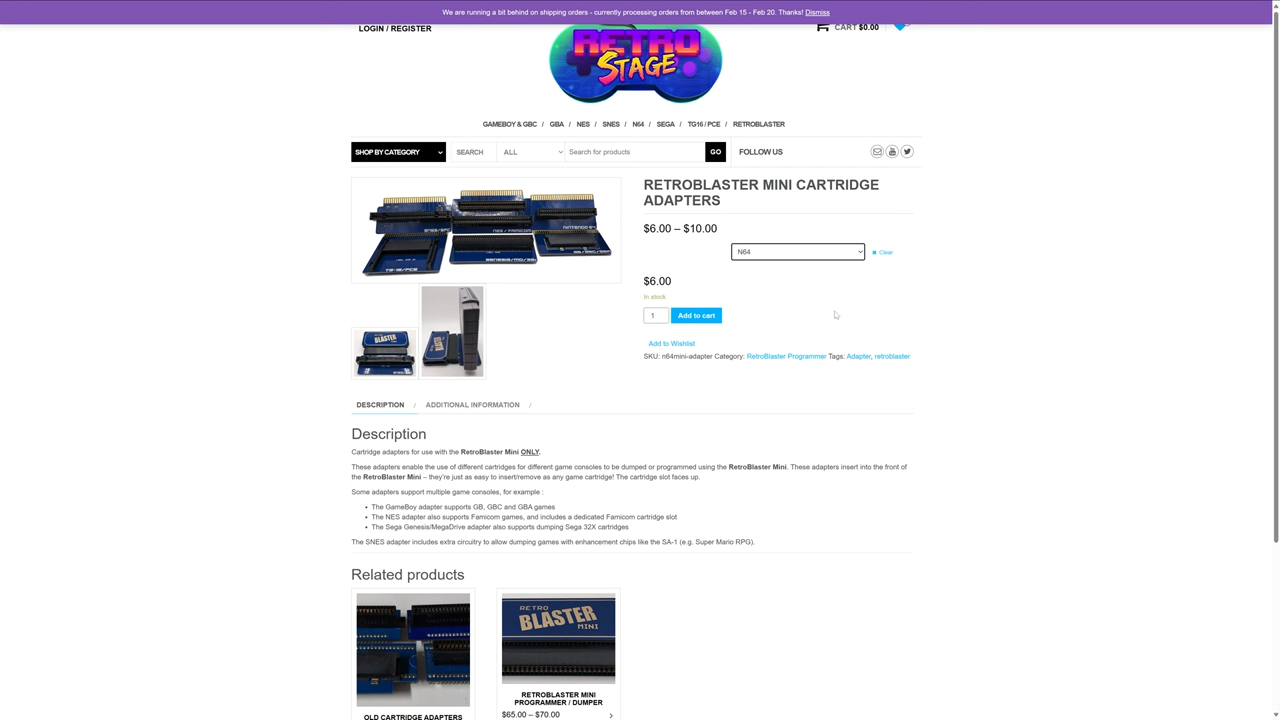 We are running a bit behind on shipping orders - currently processing orders from between Feb 15 - Feb 20. Thanks! Dismiss
LOGIN / REGISTER
CART $0.00
RETRO
STAGE
GAMEBOY & GBC / GBA / NES / SNES / N64 / SEGA / TG16 / PCE / RETROBLASTER
SHOP BY CATEGORY
SEARCH
ALL
Search for products
GO
FOLLOW US
RETROBLASTER MINI CARTRIDGE
ADAPTERS
$6.00 – $10.00
N64
Clear
$6.00
In stock
1
Add to cart
Add to Wishlist
SKU: n64mini-adapter Category: RetroBlaster Programmer Tags: Adapter, retroblaster
NES / FAMICOM
TG-16/PCE
BLASTER
BLASTER
DESCRIPTION / ADDITIONAL INFORMATION /
Description
Cartridge adapters for use with the RetroBlaster Mini ONLY.
These adapters enable the use of different cartridges for different game consoles to be dumped or programmed using the RetroBlaster Mini. These adapters insert into the front of
the RetroBlaster Mini – they're just as easy to insert/remove as any game cartridge! The cartridge slot faces up.
Some adapters support multiple game consoles, for example :
• The GameBoy adapter supports GB, GBC and GBA games
• The NES adapter also supports Famicom games, and includes a dedicated Famicom cartridge slot
• The Sega Genesis/MegaDrive adapter also supports dumping Sega 32X cartridges
The SNES adapter includes extra circuitry to allow dumping games with enhancement chips like the SA-1 (e.g. Super Mario RPG).
Related products
OLD CARTRIDGE ADAPTERS
RETRO
BLASTER
MINI
RETROBLASTER MINI
PROGRAMMER / DUMPER
$65.00 – $70.00